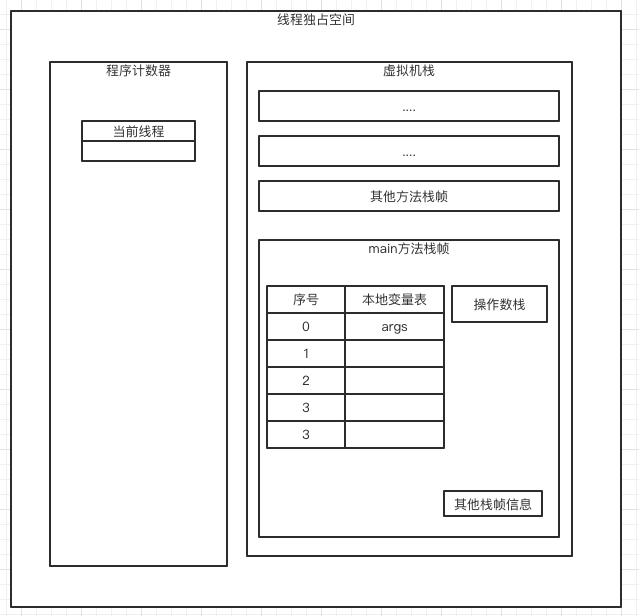 线程独占空间
程序计数器
当前线程
虚拟机栈
....
....
其他方法栈帧
main方法栈帧
序号 本地变量表
0 args
1
2
3
3
操作数栈
其他栈帧信息